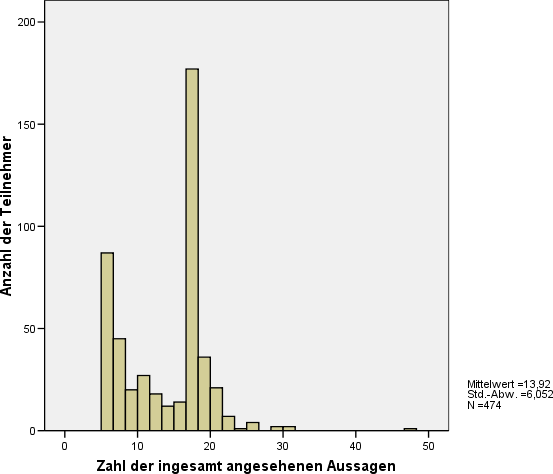 Anzahl der Teilnehmer
200
150
100
50
0
0 10 20 30 40 50
Zahl der ingesamt angesehenen Aussagen
Mittelwert =13,92
Std.-Abw. =6,052
N =474